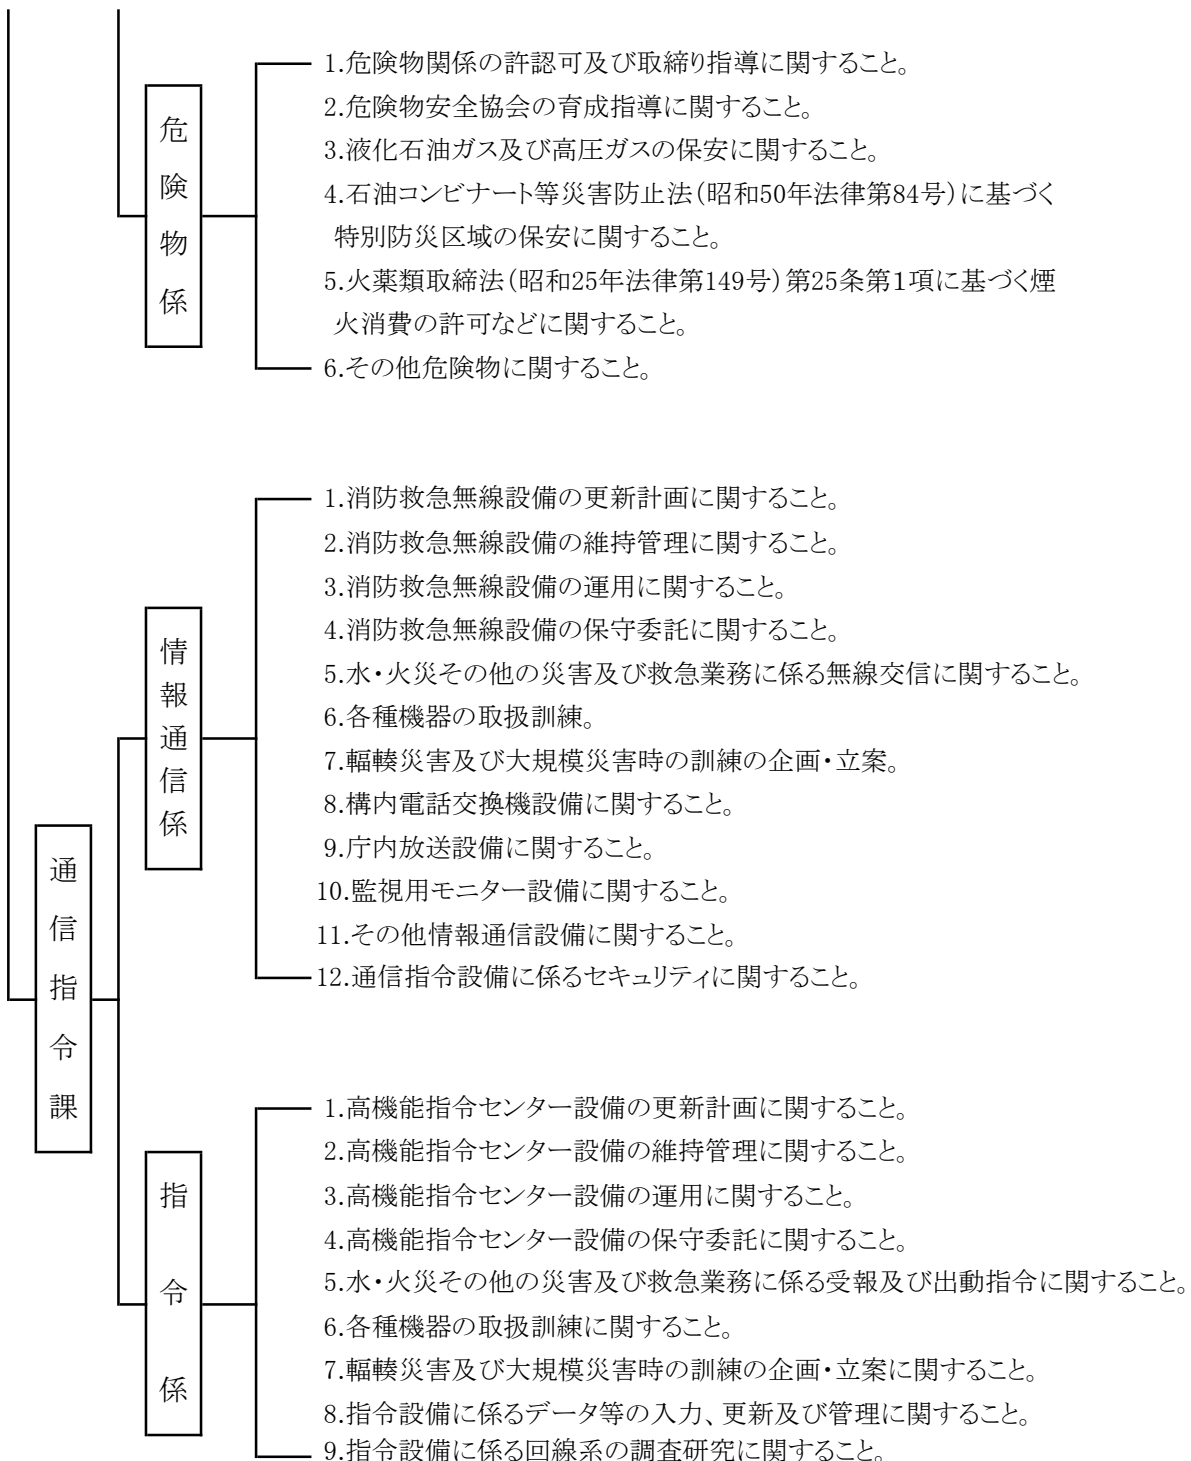 危険物係
1.危険物関係の許認可及び取締り指導に関すること。
2.危険物安全協会の育成指導に関すること。
3.液化石油ガス及び高圧ガスの保安に関すること。
4.石油コンビナート等災害防止法(昭和50年法律第84号)に基づく
特別防災区域の保安に関すること。
5.火薬類取締法(昭和25年法律第149号)第25条第1項に基づく煙
火消費の許可などに関すること。
6.その他危険物に関すること。
通信指令課
情報通信係
1.消防救急無線設備の更新計画に関すること。
2.消防救急無線設備の維持管理に関すること。
3.消防救急無線設備の運用に関すること。
4.消防救急無線設備の保守委託に関すること。
5.水・火災その他の災害及び救急業務に係る無線交信に関すること。
6.各種機器の取扱訓練。
7.輻輳災害及び大規模災害時の訓練の企画・立案。
8.構内電話交換機設備に関すること。
9.庁内放送設備に関すること。
10.監視用モニター設備に関すること。
11.その他情報通信設備に関すること。
12.通信指令設備に係るセキュリティに関すること。
指令係
1.高機能指令センター設備の更新計画に関すること。
2.高機能指令センター設備の維持管理に関すること。
3.高機能指令センター設備の運用に関すること。
4.高機能指令センター設備の保守委託に関すること。
5.水・火災その他の災害及び救急業務に係る受報及び出動指令に関すること。
6.各種機器の取扱訓練に関すること。
7.輻輳災害及び大規模災害時の訓練の企画・立案に関すること。
8.指令設備に係るデータ等の入力、更新及び管理に関すること。
9.指令設備に係る回線系の調査研究に関すること。